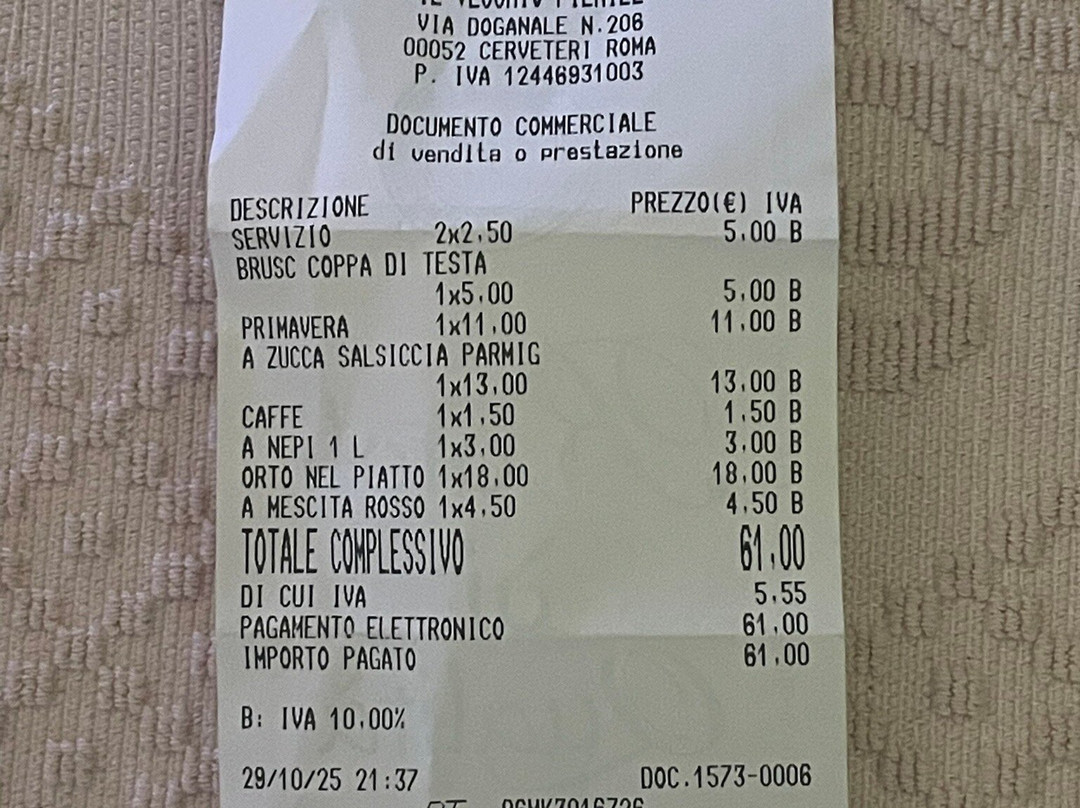 IL VECCHIO FIENILE
VIA DOGANALE N.206
00052 CERVETERI ROMA
P. IVA 12446931003
DOCUMENTO COMMERCIALE
di vendita o prestazione
DESCRIZIONE PREZZO(€) IVA
SERVIZIO 2x2,50 5,00 B
BRUSC COPPA DI TESTA
1x5,00 5,00 B
PRIMAVERA 1x11,00 11,00 B
A ZUCCA SALSICCIA PARMIG
1x13,00 13,00 B
CAFFE 1x1,50 1,50 B
A NEPI 1 L 1x3,00 3,00 B
ORTO NEL PIATTO 1x18,00 18,00 B
A MESCITA ROSSO 1x4,50 4,50 B
TOTALE COMPLESSIVO 61,00
DI CUI IVA 5,55
PAGAMENTO ELETTRONICO 61,00
IMPORTO PAGATO 61,00
B: IVA 10,00%
29/10/25 21:37 DOC.1573-0006